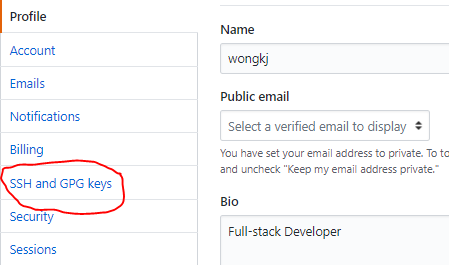 Profile
Account
Emails
Notifications
Billing
SSH and GPG keys
Security
Sessions
Name
wongkj
Public email
Select a verified email to display
You have set your email address to private. To
and uncheck "Keep my email address private."
Bio
Full-stack Developer